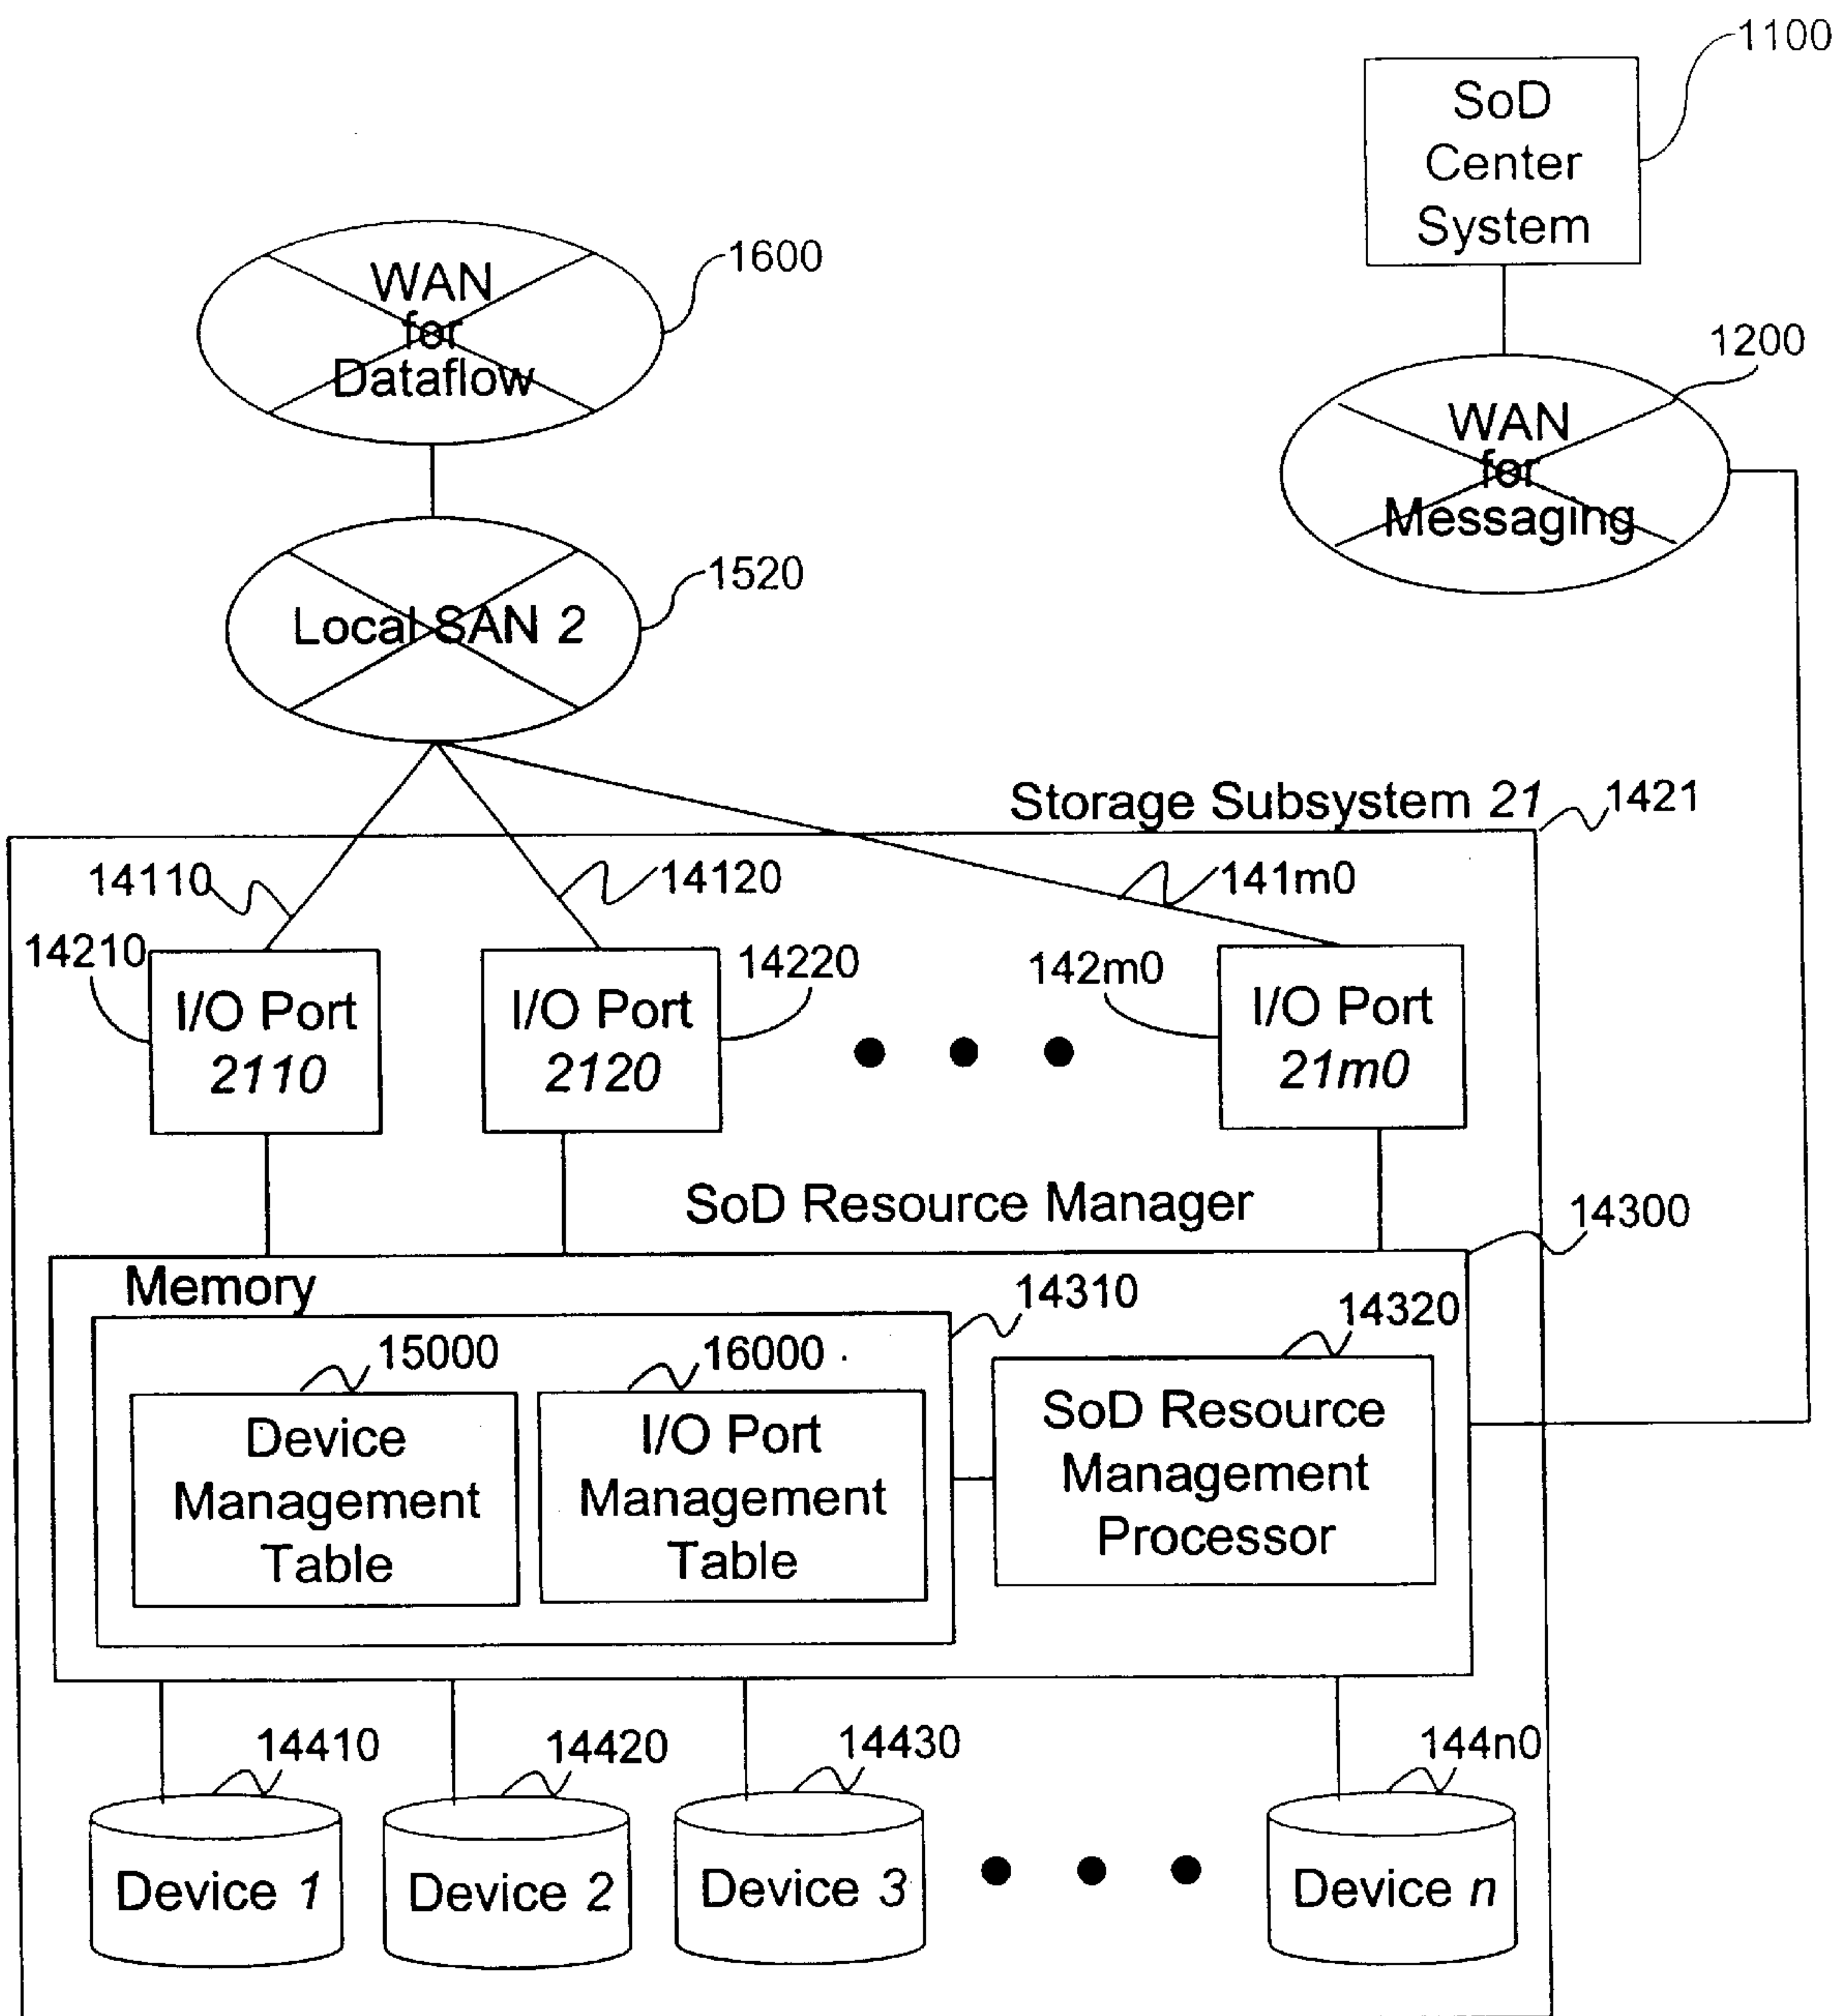 1100
SoD
Center
System
1600
WAN
for
Dataflow
1200
WAN
for
Messaging
1520
Local SAN 2
Storage Subsystem 21
1421
14110
14120
141m0
14210
I/O Port
2110
14220
I/O Port
2120
142m0
I/O Port
21m0
SoD Resource Manager
14300
Memory
14310
14320
15000
16000
Device
Management
Table
I/O Port
Management
Table
SoD Resource
Management
Processor
14410
14420
14430
144n0
Device 1
Device 2
Device 3
Device n